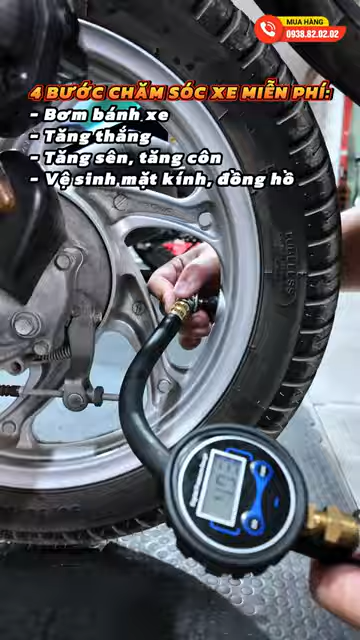 MUA HÀNG
0938.82.02.02
4 BƯỚC CHĂM SÓC XE MIỄN PHÍ:
- Bơm bánh xe
- Tăng thắng
- Tăng sên, tăng côn
- Vệ sinh mặt kính, đồng hồ
TUBELESS